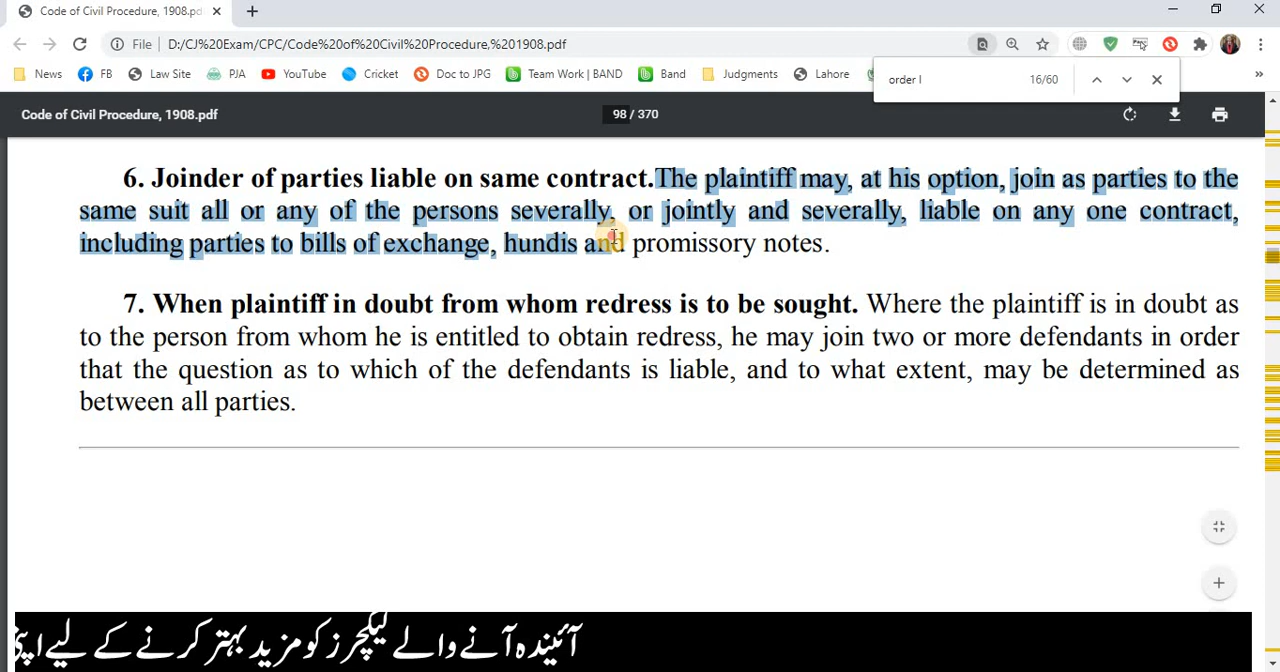 Code of Civil Procedure, 1908.pd
File
D:/CJ%20Exam/CPC/Code%20of%20Civil%20Procedure,%201908.pdf
News FB Law Site PJA YouTube Cricket Doc to JPG Team Work | BAND Band Judgments Lahore
order I 16/60
Code of Civil Procedure, 1908.pdf
98 / 370
6. Joinder of parties liable on same contract.The plaintiff may, at his option, join as parties to the
same suit all or any of the persons severally, or jointly and severally, liable on any one contract,
including parties to bills of exchange, hundis and promissory notes.
7. When plaintiff in doubt from whom redress is to be sought. Where the plaintiff is in doubt as
to the person from whom he is entitled to obtain redress, he may join two or more defendants in order
that the question as to which of the defendants is liable, and to what extent, may be determined as
between all parties.
آئیندہ آنے والے لیکچرز کو مزید بہتر کرنے کے لیے